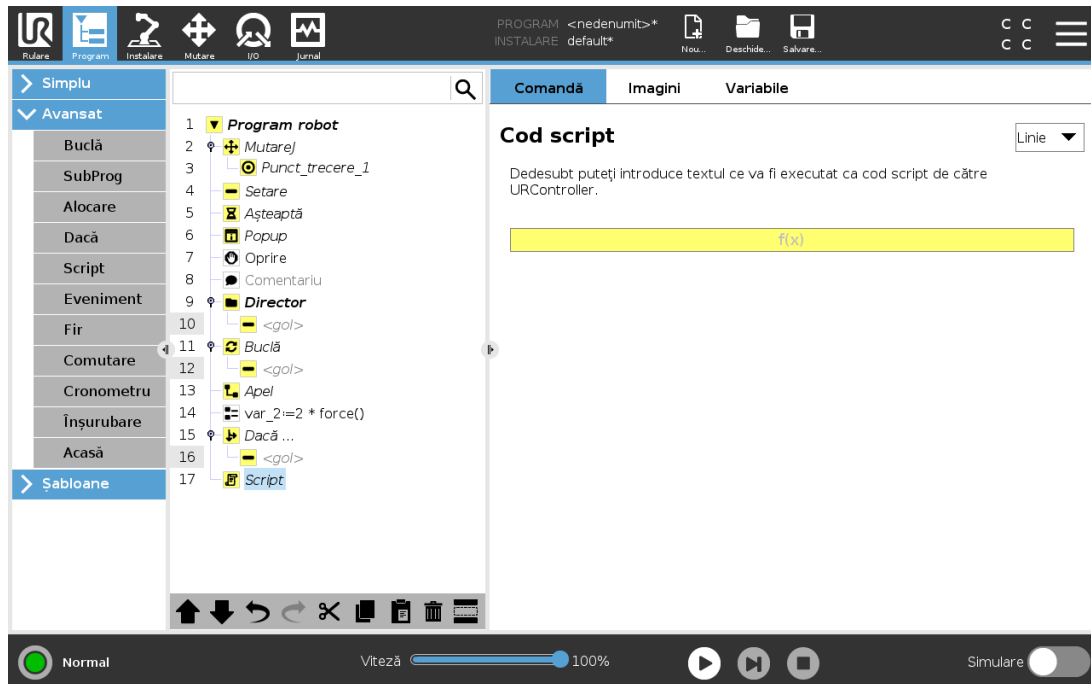 PROGRAM <nedenumit>*
INSTALARE default*
Rulare Program Instalare Mutare I/O Jurnal
Nou... Deschide... Salvare...
C C
C C
Simplu
Avansat
Buclă
SubProg
Alocare
Dacă
Script
Eveniment
Fir
Comutare
Cronometru
Înșurubare
Acasă
Șabloane
1 Program robot
2 MutareJ
3 Punct_trecere_1
4 Setare
5 Așteaptă
6 Popup
7 Oprire
8 Comentariu
9 Director
10 <gol>
11 Buclă
12 <gol>
13 Apel
14 var_2:=2 * force()
15 Dacă ...
16 <gol>
17 Script
Comandă Imagini Variabile
Cod script
Linie
Dedesubt puteți introduce textul ce va fi executat ca cod script de către
URController.
f(x)
Normal
Viteză 100%
Simulare